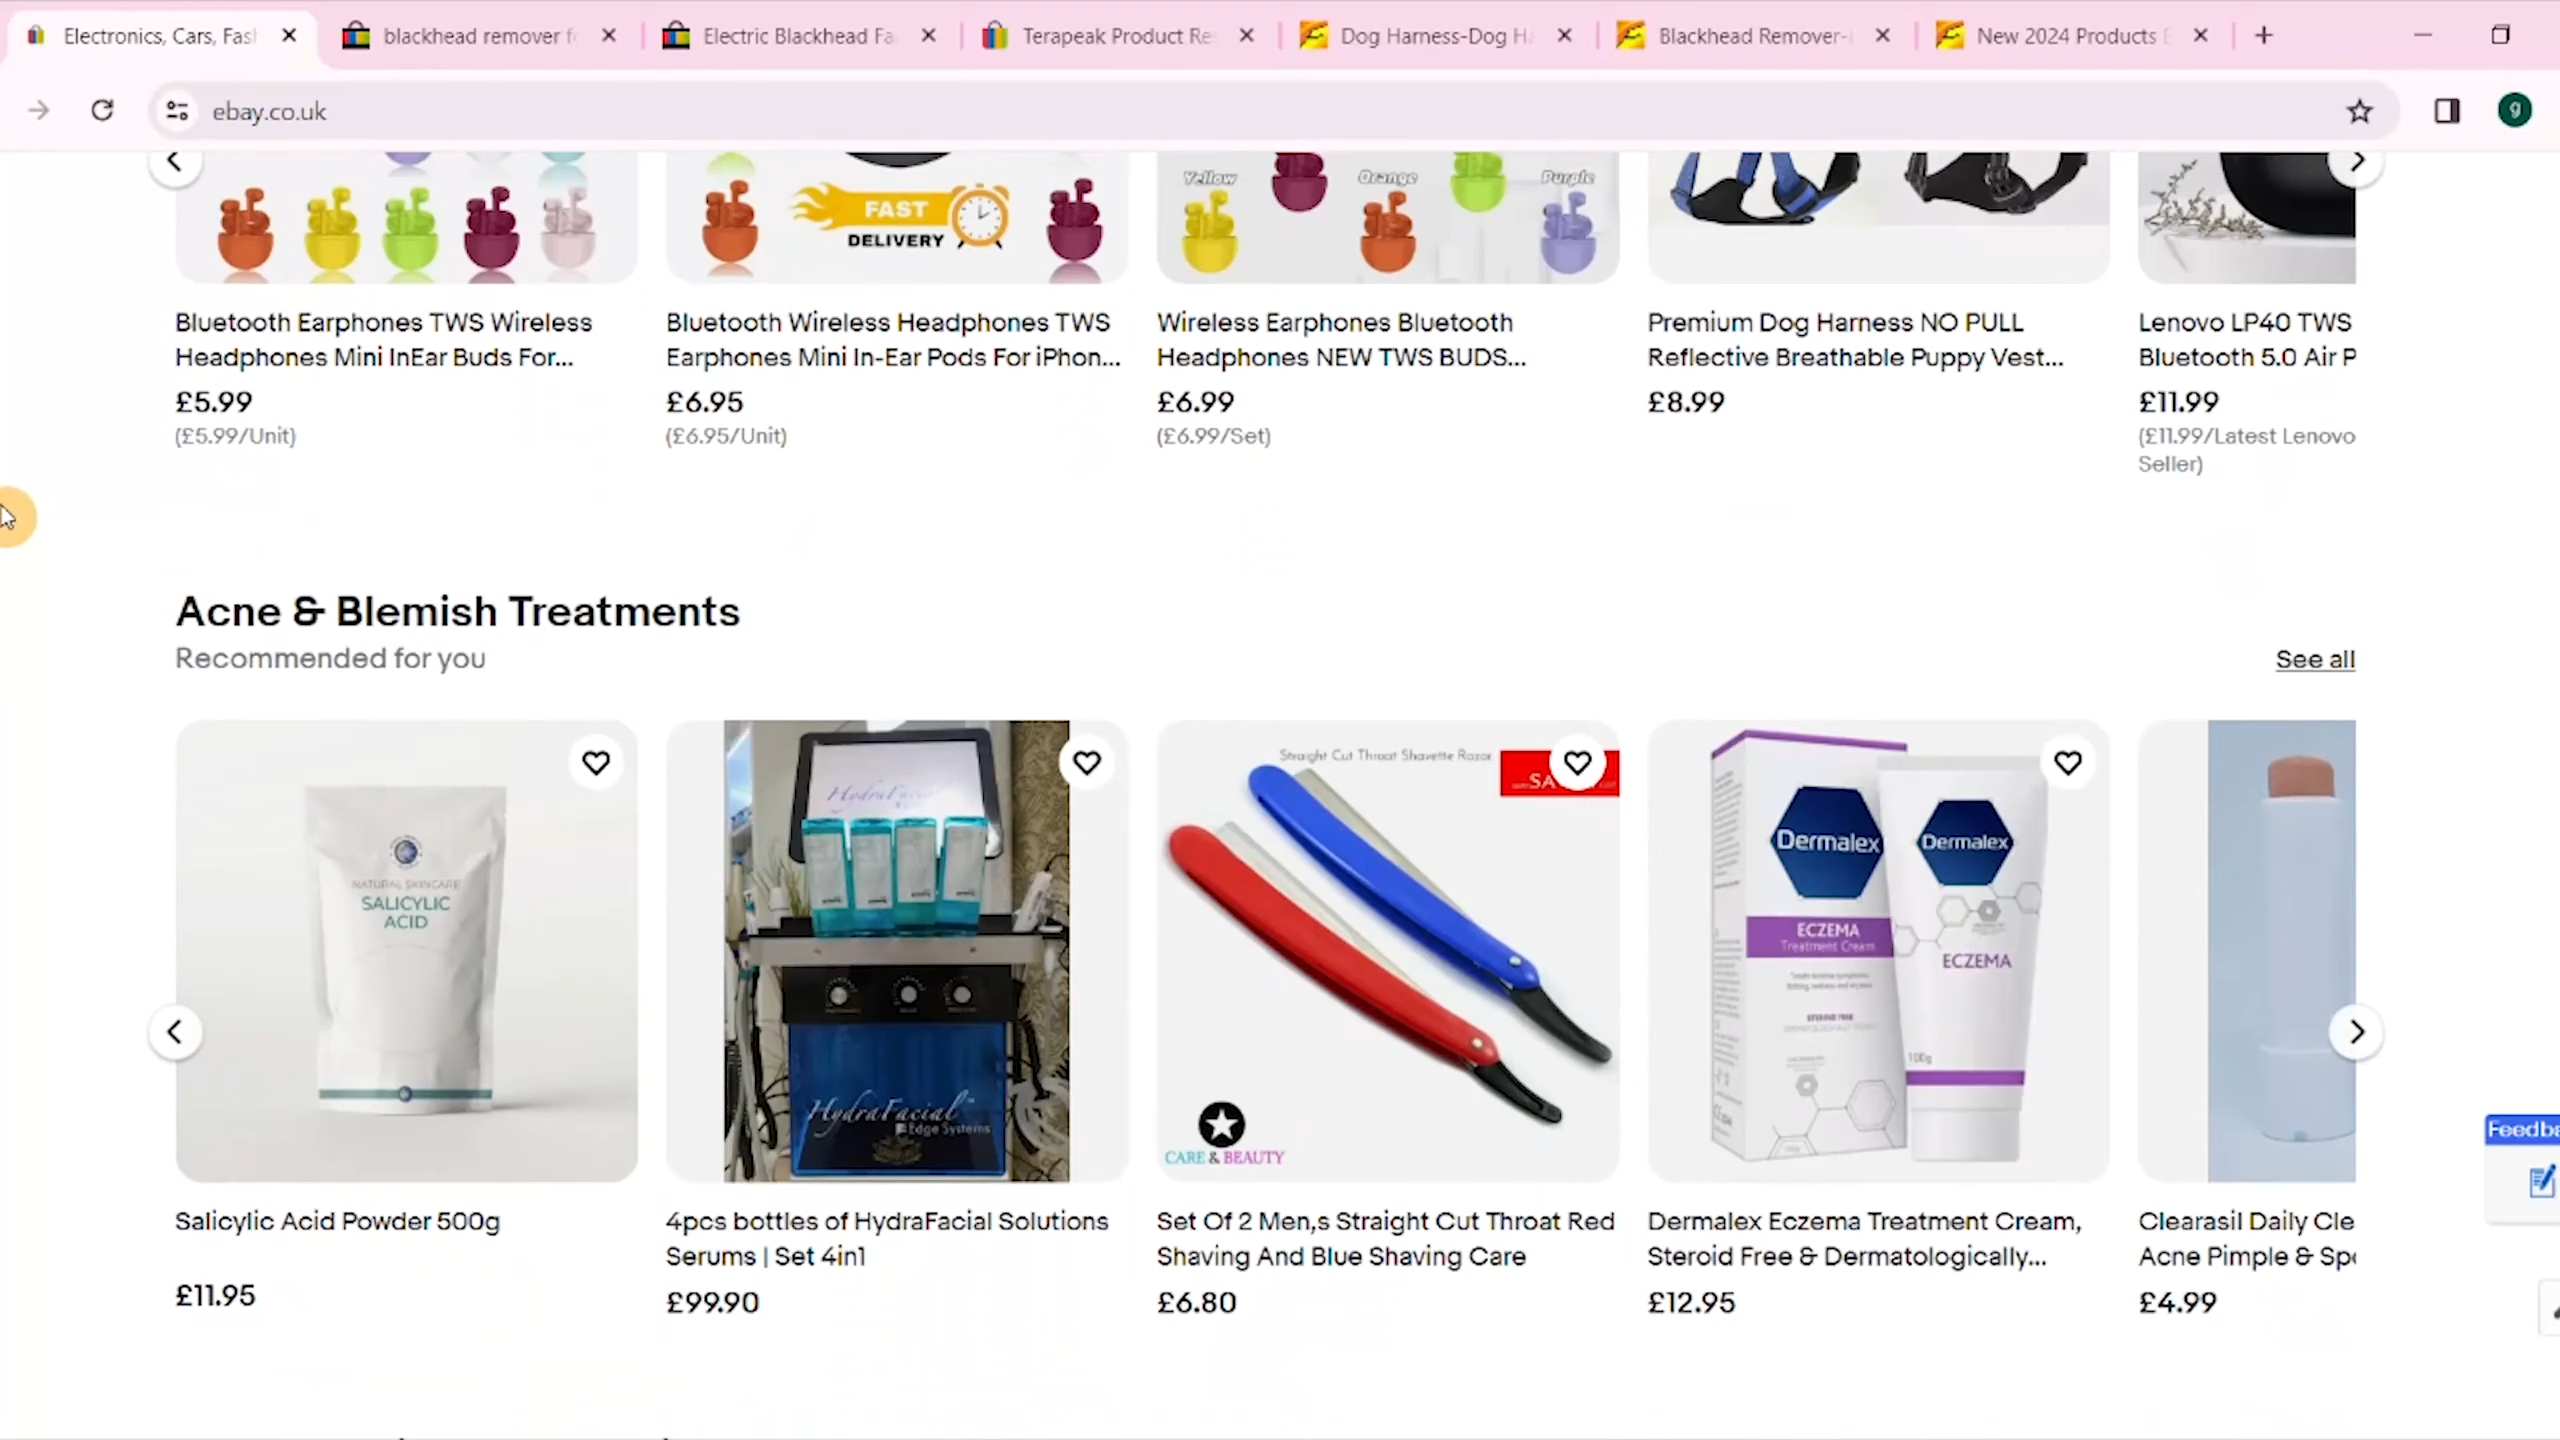 Electronics, Cars, Fas
blackhead remover f
Electric Blackhead Fa
Terapeak Product Re
Dog Harness-Dog Ha
Blackhead Remover-
New 2024 Products
ebay.co.uk
g
FAST
DELIVERY
Yellow
Orange
Purple
Bluetooth Earphones TWS Wireless
Headphones Mini InEar Buds For...
£5.99
(£5.99/Unit)
Bluetooth Wireless Headphones TWS
Earphones Mini In-Ear Pods For iPhon...
£6.95
(£6.95/Unit)
Wireless Earphones Bluetooth
Headphones NEW TWS BUDS...
£6.99
(£6.99/Set)
Premium Dog Harness NO PULL
Reflective Breathable Puppy Vest...
£8.99
Lenovo LP40 TWS
Bluetooth 5.0 Air P
£11.99
(£11.99/Latest Lenovo
Seller)
Acne & Blemish Treatments
Recommended for you
See all
NATURAL SKINCARE
SALICYLIC
ACID
HydraFacial
HydraFacial™
Edge Systems
Straight Cut Throat Shavette Razor
SA
CARE & BEAUTY
Dermalex
ECZEMA
Treatment Cream
STEROID FREE
Dermalex
ECZEMA
100g
Salicylic Acid Powder 500g
£11.95
4pcs bottles of HydraFacial Solutions
Serums | Set 4in1
£99.90
Set Of 2 Men,s Straight Cut Throat Red
Shaving And Blue Shaving Care
£6.80
Dermalex Eczema Treatment Cream,
Steroid Free & Dermatologically...
£12.95
Clearasil Daily Cle
Acne Pimple & Sp
£4.99
Feedba